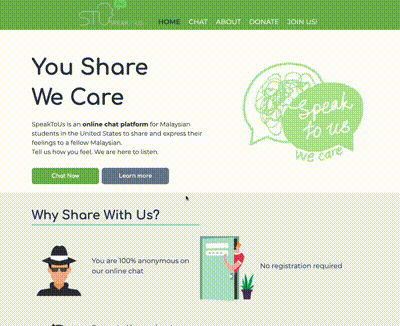 STU
SPEAKTOUS
HOME CHAT ABOUT DONATE JOIN US!
You Share
We Care
SpeakToUs is an online chat platform for Malaysian
students in the United States to share and express their
feelings to a fellow Malaysian.
Tell us how you feel. We are here to listen.
Chat Now Learn more
Speak
to us
we care
Why Share With Us?
You are 100% anonymous on
our online chat
No registration required